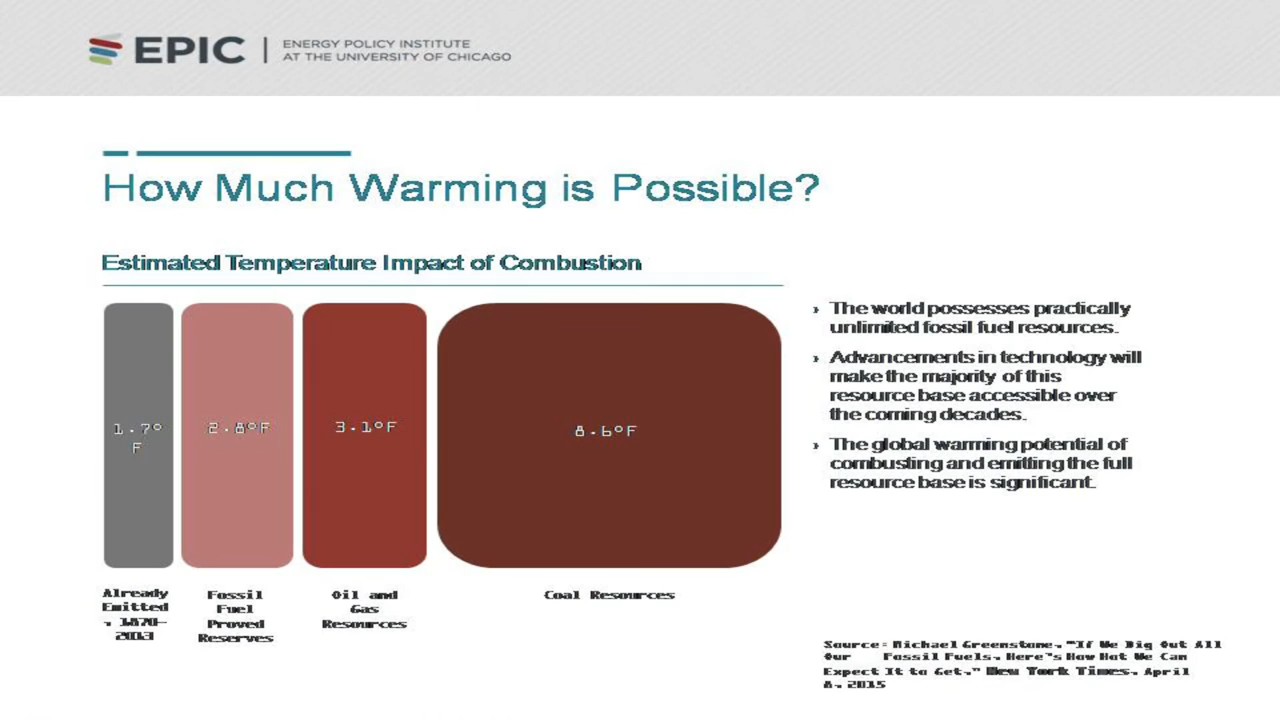 EPIC
ENERGY POLICY INSTITUTE
AT THE UNIVERSITY OF CHICAGO
How Much Warming is Possible?
Estimated Temperature Impact of Combustion
1.7°
F
2.8°F
3.1°F
8.6°F
Already
Emitted
, 1870-
2013
Fossil
Fuel
Proved
Reserves
Oil and
Gas
Resources
Coal Resources
› The world possesses practically
unlimited fossil fuel resources.
› Advancements in technology will
make the majority of this
resource base accessible over
the coming decades.
› The global warming potential of
combusting and emitting the full
resource base is significant.
Source: Michael Greenstone, "If We Dig Out All
Our Fossil Fuels, Here's How Hot We Can
Expect It to Get," New York Times, April
8, 2015